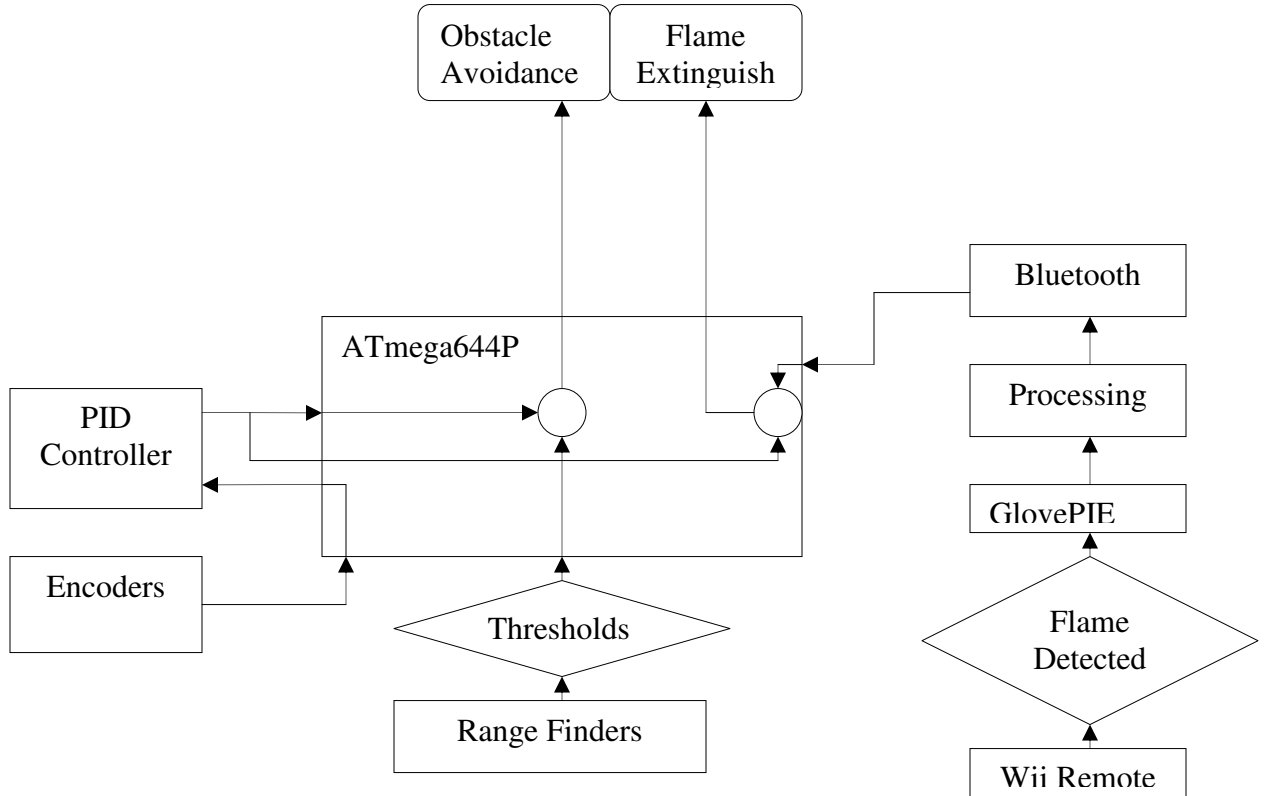 Obstacle
Avoidance
Flame
Extinguish
Bluetooth
ATmega644P
Processing
PID
Controller
GlovePIE
Encoders
Thresholds
Flame
Detected
Range Finders
Wii Remote